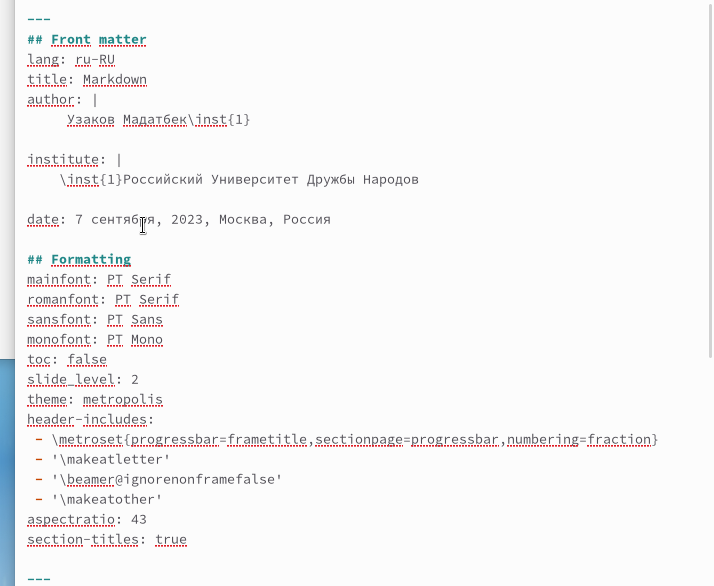 ---
## Front matter
lang: ru-RU
title: Markdown
author: |
Узаков Мадатбек\inst{1}
institute: |
\inst{1}Российский Университет Дружбы Народов
date: 7 сентября, 2023, Москва, Россия
## Formatting
mainfont: PT Serif
romanfont: PT Serif
sansfont: PT Sans
monofont: PT Mono
toc: false
slide_level: 2
theme: metropolis
header-includes:
- \metroset{progressbar=frametitle,sectionpage=progressbar,numbering=fraction}
- '\makeatletter'
- '\beamer@ignorenonframefalse'
- '\makeatother'
aspectratio: 43
section-titles: true
---